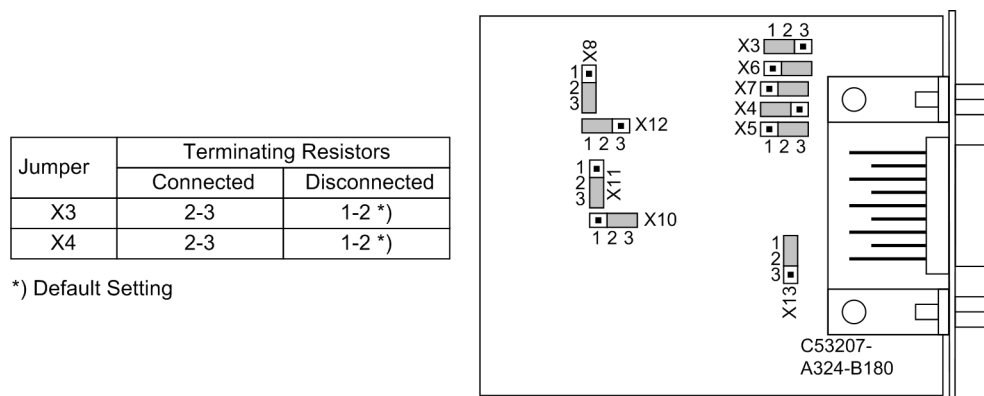 Jumper
Terminating Resistors
Connected Disconnected
X3 2-3 1-2 *)
X4 2-3 1-2 *)
*) Default Setting
X8
1
2
3
X12
1 2 3
1
2
3
X11
X10
1 2 3
1 2 3
X3
X6
X7
X4
X5
1 2 3
1
2
3
X13
C53207-
A324-B180